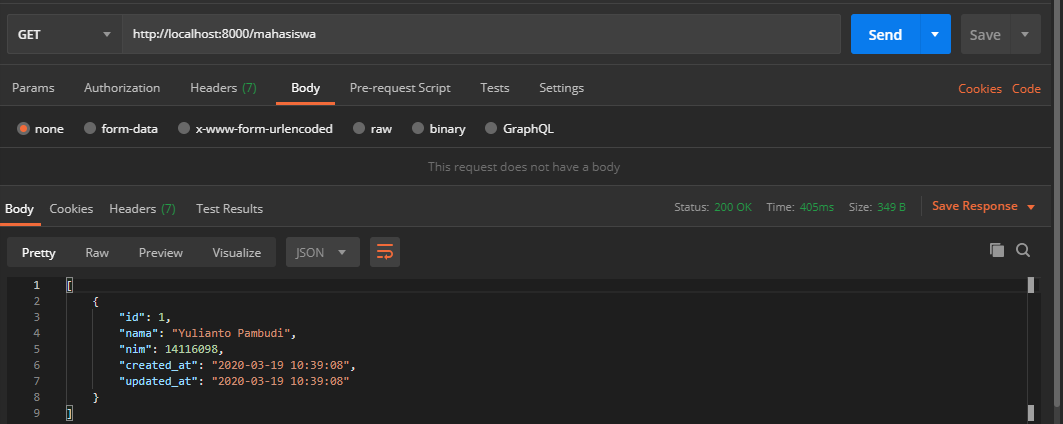 GET http://localhost:8000/mahasiswa Send Save
Params Authorization Headers (7) Body Pre-request Script Tests Settings Cookies Code
none form-data x-www-form-urlencoded raw binary GraphQL
This request does not have a body
Body Cookies Headers (7) Test Results Status: 200 OK Time: 405ms Size: 349 B Save Response
Pretty Raw Preview Visualize JSON
1 [
2 {
3 "id": 1,
4 "nama": "Yulianto Pambudi",
5 "nim": 14116098,
6 "created_at": "2020-03-19 10:39:08",
7 "updated_at": "2020-03-19 10:39:08"
8 }
9 ]